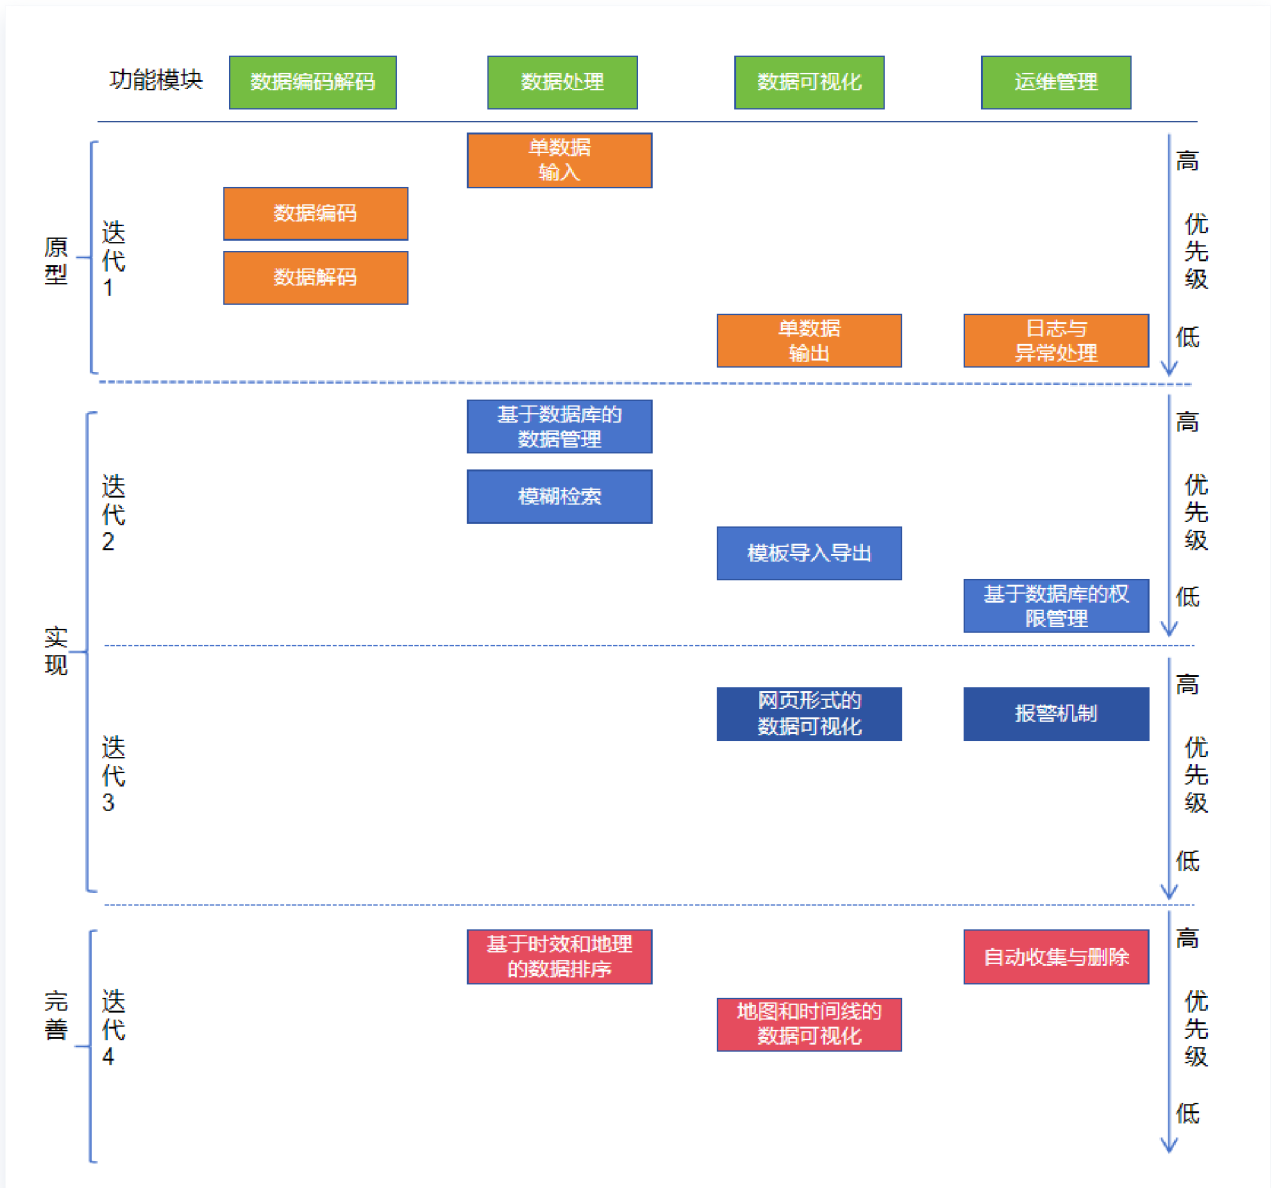 功能模块
数据编码解码
数据处理
数据可视化
运维管理
原型
迭代1
单数据
输入
数据编码
数据解码
单数据
输出
日志与
异常处理
高
优先级
低
实现
迭代2
基于数据库的
数据管理
模糊检索
模板导入导出
基于数据库的权
限管理
高
优先级
低
迭代3
网页形式的
数据可视化
报警机制
高
优先级
低
完善
迭代4
基于时效和地理
的数据排序
自动收集与删除
地图和时间线的
数据可视化
高
优先级
低